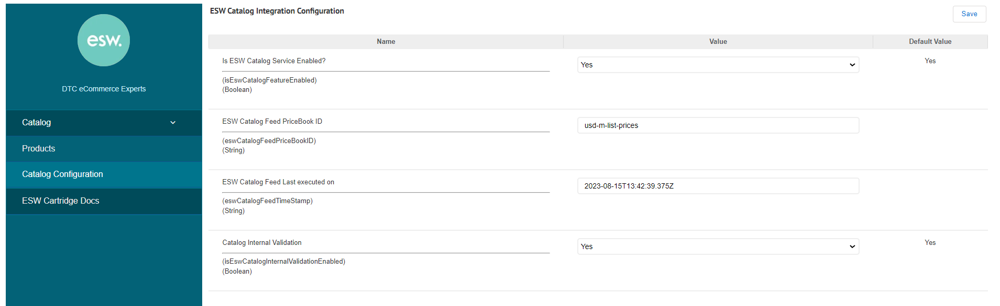 esw.
DTC eCommerce Experts
Catalog
Products
Catalog Configuration
ESW Cartridge Docs
ESW Catalog Integration Configuration
Save
Name Value Default Value
Is ESW Catalog Service Enabled? Yes Yes
(isEswCatalogFeatureEnabled)
(Boolean)
ESW Catalog Feed PriceBook ID usd-m-list-prices
(eswCatalogFeedPriceBookID)
(String)
ESW Catalog Feed Last executed on 2023-08-15T13:42:39.375Z
(eswCatalogFeedTimeStamp)
(String)
Catalog Internal Validation Yes Yes
(isEswCatalogInternalValidationEnabled)
(Boolean)